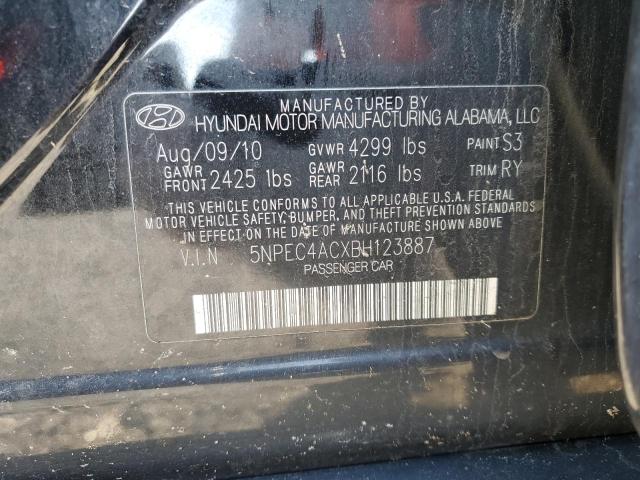 MANUFACTURED BY
HYUNDAI MOTOR MANUFACTURING ALABAMA, LLC
Aug/09/10 GVWR 4299 lbs PAINT S3
GAWR FRONT 2425 lbs GAWR REAR 2116 lbs TRIM RY
THIS VEHICLE CONFORMS TO ALL APPLICABLE U.S.A. FEDERAL
MOTOR VEHICLE SAFETY, BUMPER, AND THEFT PREVENTION STANDARDS
IN EFFECT ON THE DATE OF MANUFACTURE SHOWN ABOVE
V.I.N 5NPEC4ACXBH123887
PASSENGER CAR